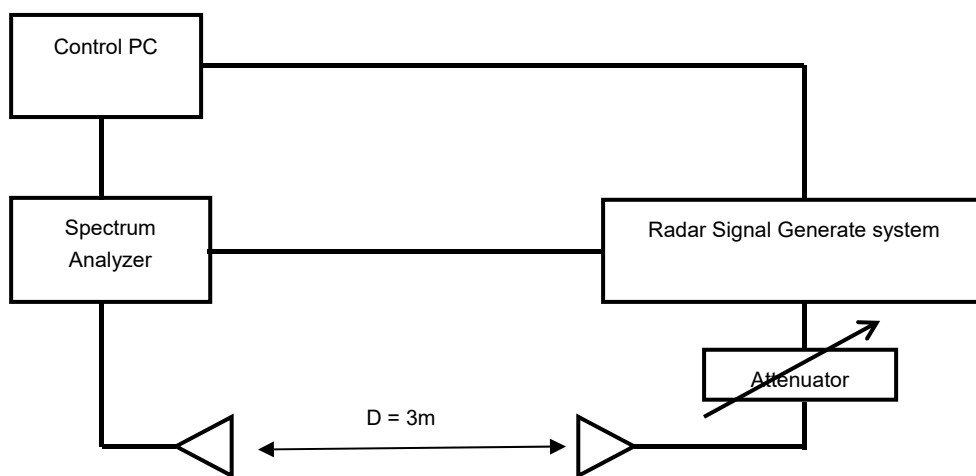 Control PC
Spectrum
Analyzer
Radar Signal Generate system
Attenuator
D = 3m